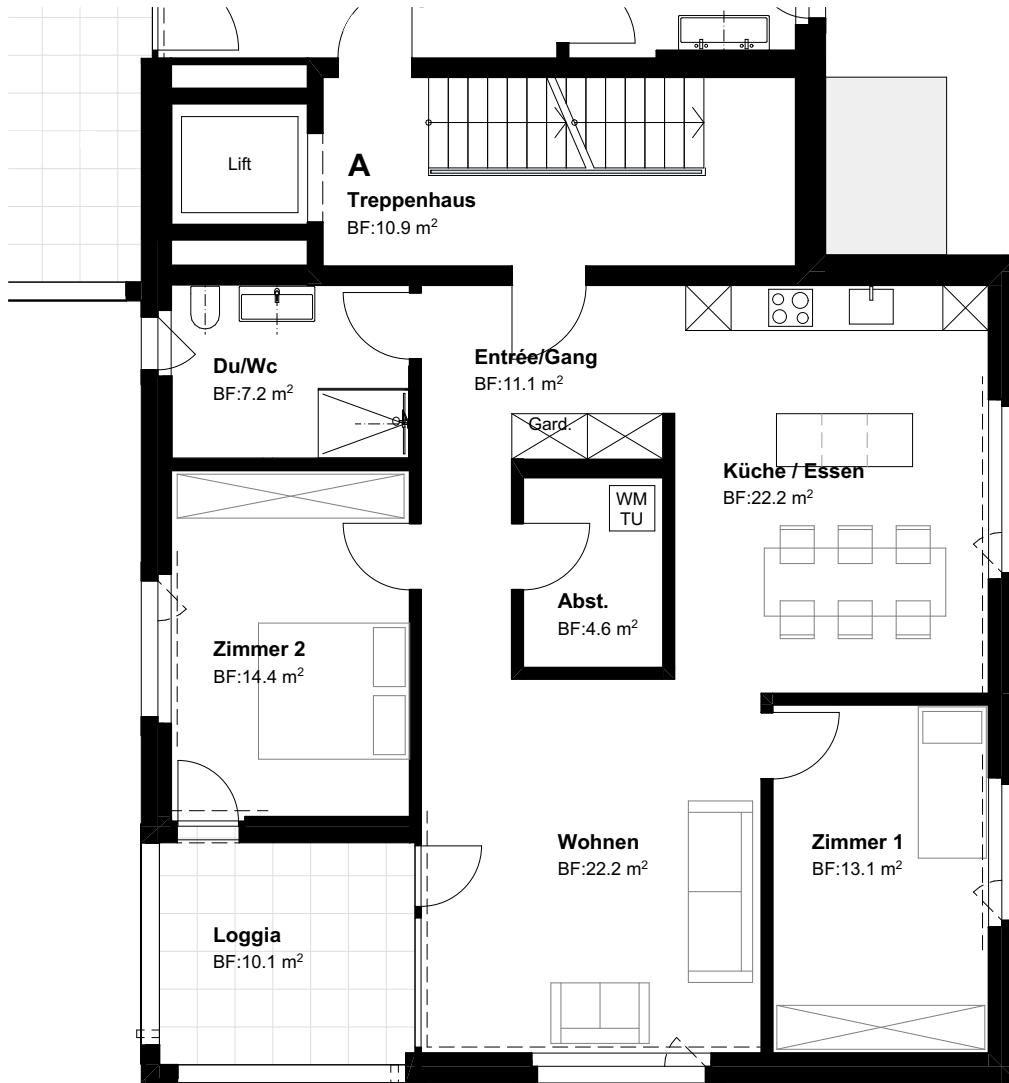 Lift
A
Treppenhaus
BF:10.9 m²
Du/Wc
BF:7.2 m²
Entrée/Gang
BF:11.1 m²
Gard.
Küche / Essen
BF:22.2 m²
WM
TU
Abst.
BF:4.6 m²
Zimmer 2
BF:14.4 m²
Wohnen
BF:22.2 m²
Zimmer 1
BF:13.1 m²
Loggia
BF:10.1 m²